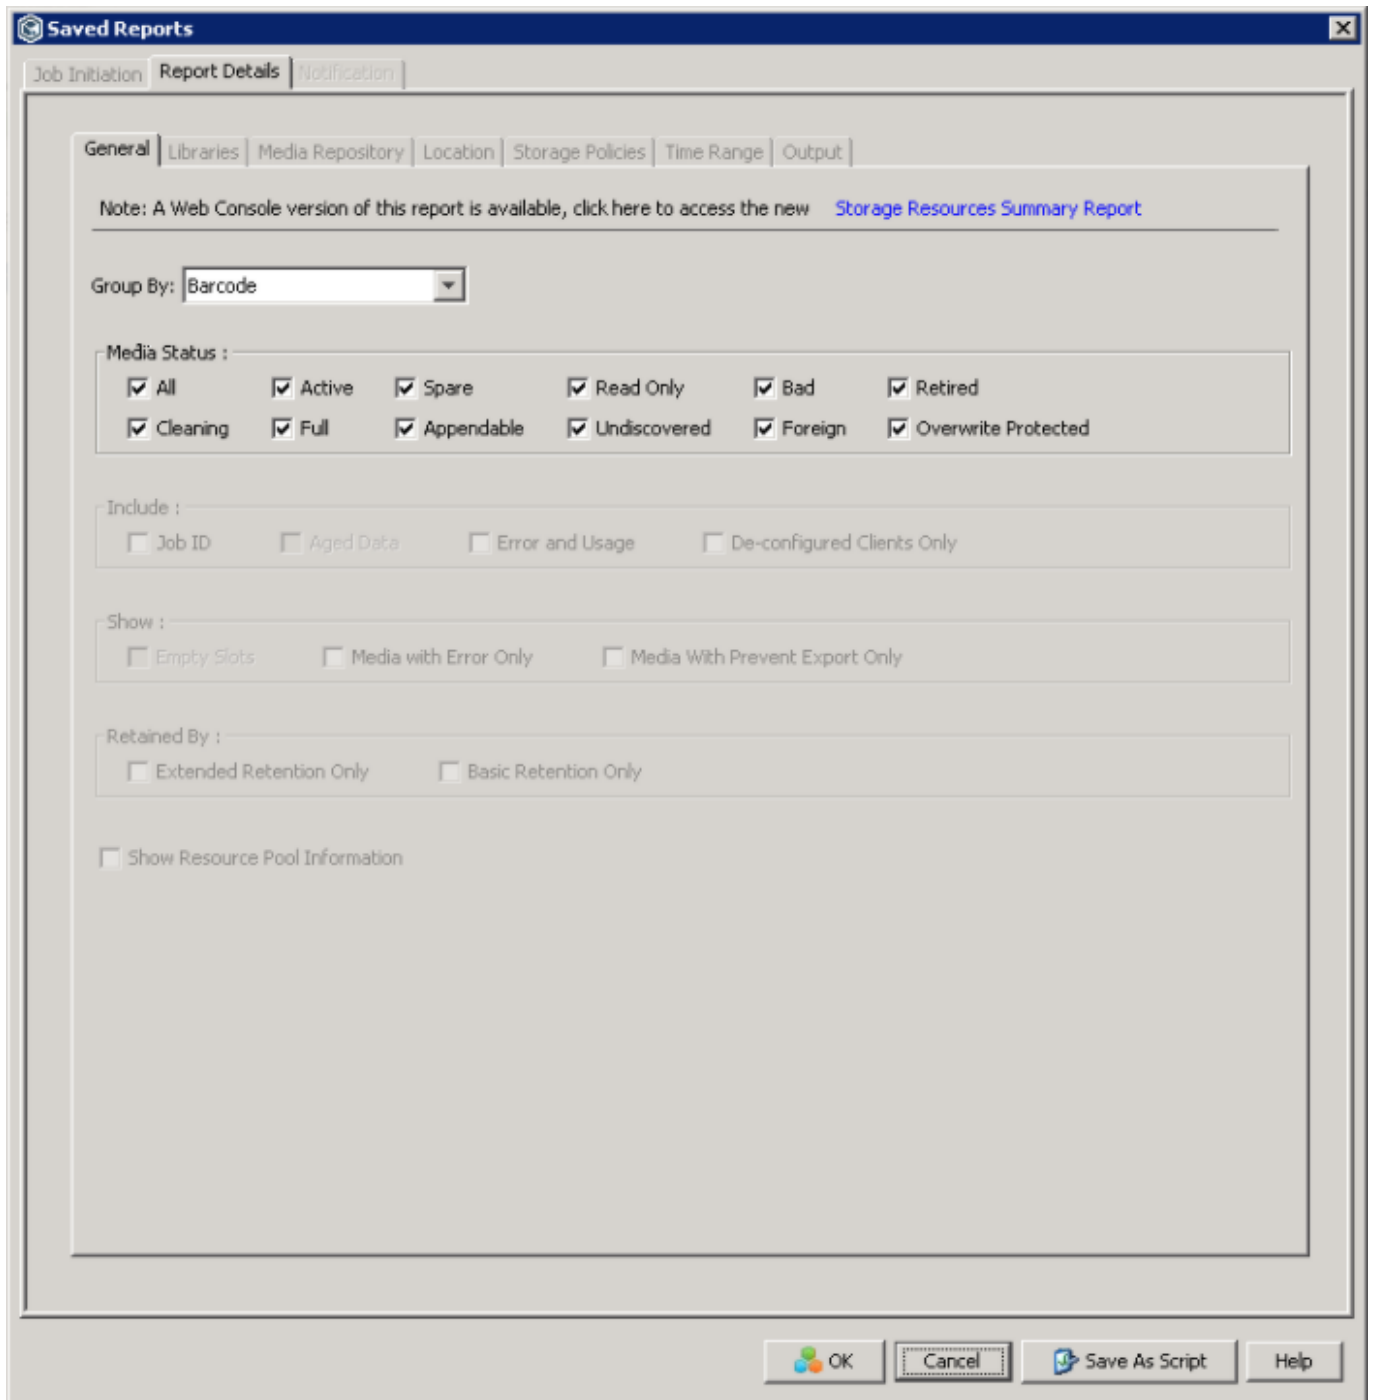 Saved Reports
Job Initiation Report Details Notification
General Libraries Media Repository Location Storage Policies Time Range Output
Note: A Web Console version of this report is available, click here to access the new Storage Resources Summary Report
Group By: Barcode
Media Status :
All Active Spare Read Only Bad Retired
Cleaning Full Appendable Undiscovered Foreign Overwrite Protected
Include :
Job ID Aged Data Error and Usage De-configured Clients Only
Show :
Empty Slots Media with Error Only Media With Prevent Export Only
Retained By :
Extended Retention Only Basic Retention Only
Show Resource Pool Information
OK Cancel Save As Script Help